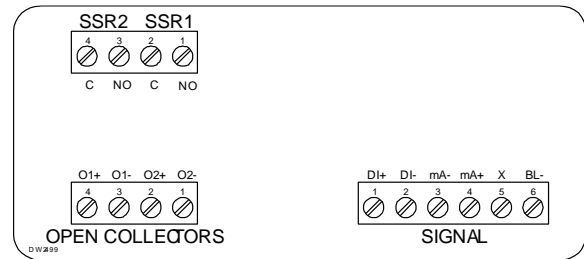 SSR2 SSR1
4 3 2 1
C NO C NO
O1+ O1- O2+ O2-
4 3 2 1
OPEN COLLECTORS
DI+ DI- mA- mA+ X BL-
1 2 3 4 5 6
SIGNAL
DW2499